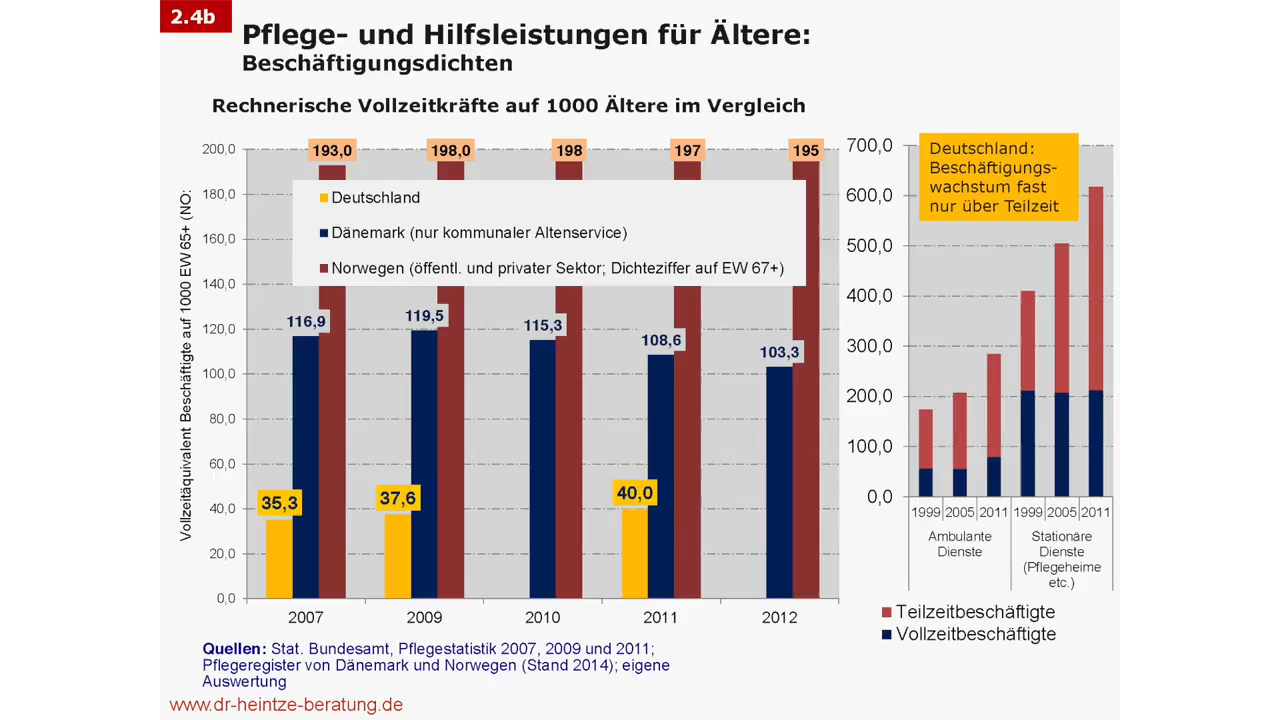 2.4b
Pflege- und Hilfsleistungen für Ältere:
Beschäftigungsdichten
Rechnerische Vollzeitkräfte auf 1000 Ältere im Vergleich
Vollzeitäquivalent Beschäftigte auf 1000 EW 65+ (NO:
200,0
180,0
160,0
140,0
120,0
100,0
80,0
60,0
40,0
20,0
0,0
193,0
198,0
198
197
195
Deutschland
Dänemark (nur kommunaler Altenservice)
Norwegen (öffentl. und privater Sektor; Dichteziffer auf EW 67+)
116,9
119,5
115,3
108,6
103,3
35,3
37,6
40,0
2007
2009
2010
2011
2012
700,0
600,0
500,0
400,0
300,0
200,0
100,0
0,0
Deutschland:
Beschäftigungs-
wachstum fast
nur über Teilzeit
1999
2005
2011
1999
2005
2011
Ambulante
Dienste
Stationäre
Dienste
(Pflegeheime
etc.)
Teilzeitbeschäftigte
Vollzeitbeschäftigte
Quellen: Stat. Bundesamt, Pflegestatistik 2007, 2009 und 2011;
Pflegeregister von Dänemark und Norwegen (Stand 2014); eigene
Auswertung
www.dr-heintze-beratung.de